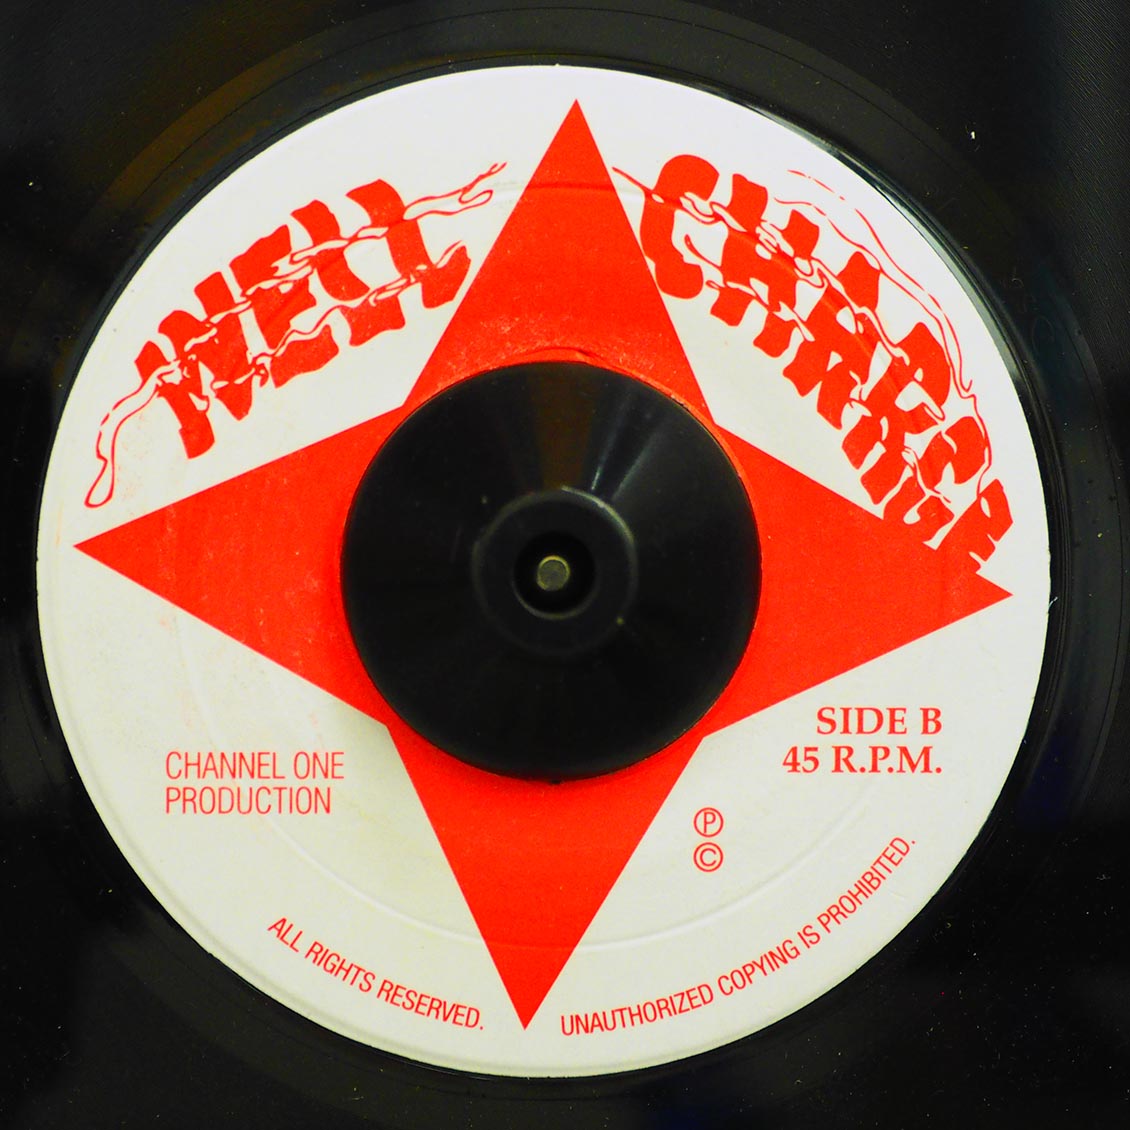 WELL CHARGE
CHANNEL ONE
PRODUCTION
SIDE B
45 R.P.M.
Ⓟ
©
ALL RIGHTS RESERVED.
UNAUTHORIZED COPYING IS PROHIBITED.